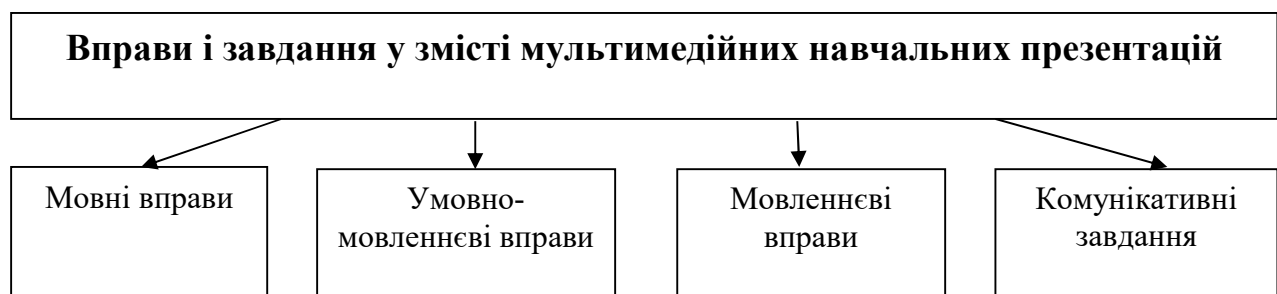 Вправи і завдання у змісті мультимедійних навчальних презентацій
Мовні вправи
Умовно-
мовленнєві вправи
Мовленнєві
вправи
Комунікативні
завдання